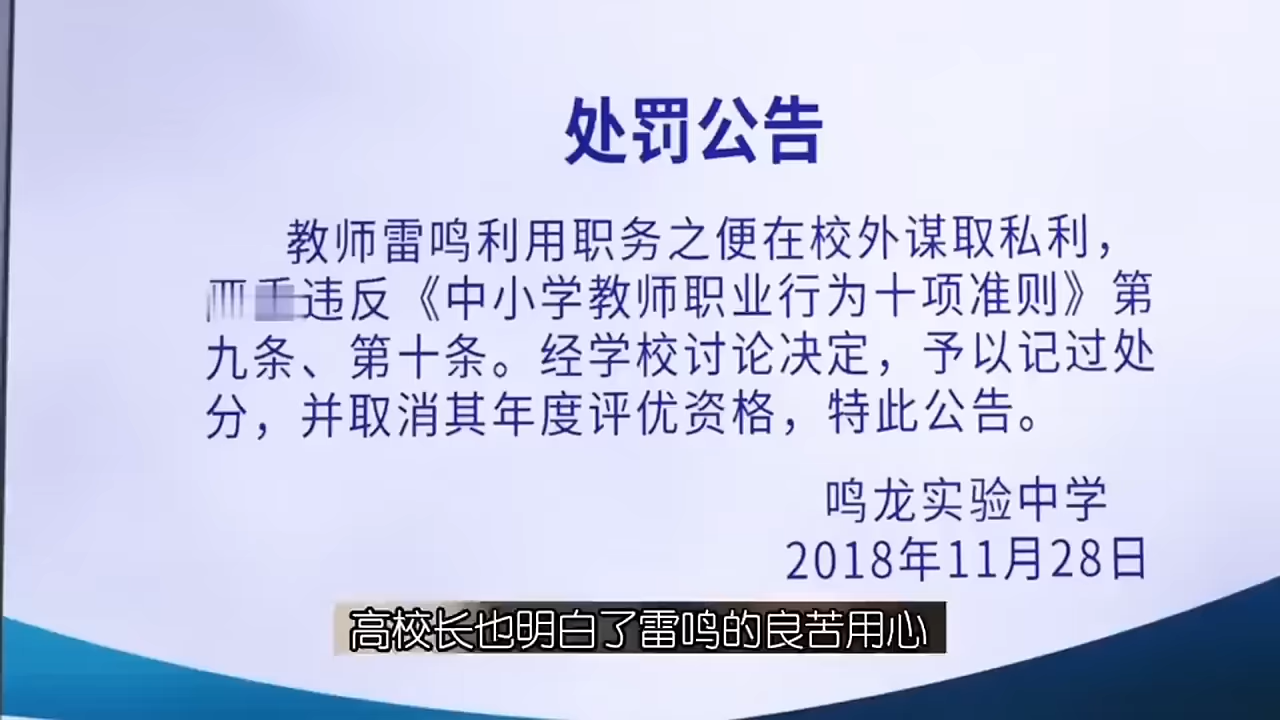 处罚公告
教师雷鸣利用职务之便在校外谋取私利，
违反《中小学教师职业行为十项准则》第
九条、第十条。经学校讨论决定，予以记过处
分，并取消其年度评优资格，特此公告。
鸣龙实验中学
2018年11月28日
高校长也明白了雷鸣的良苦用心